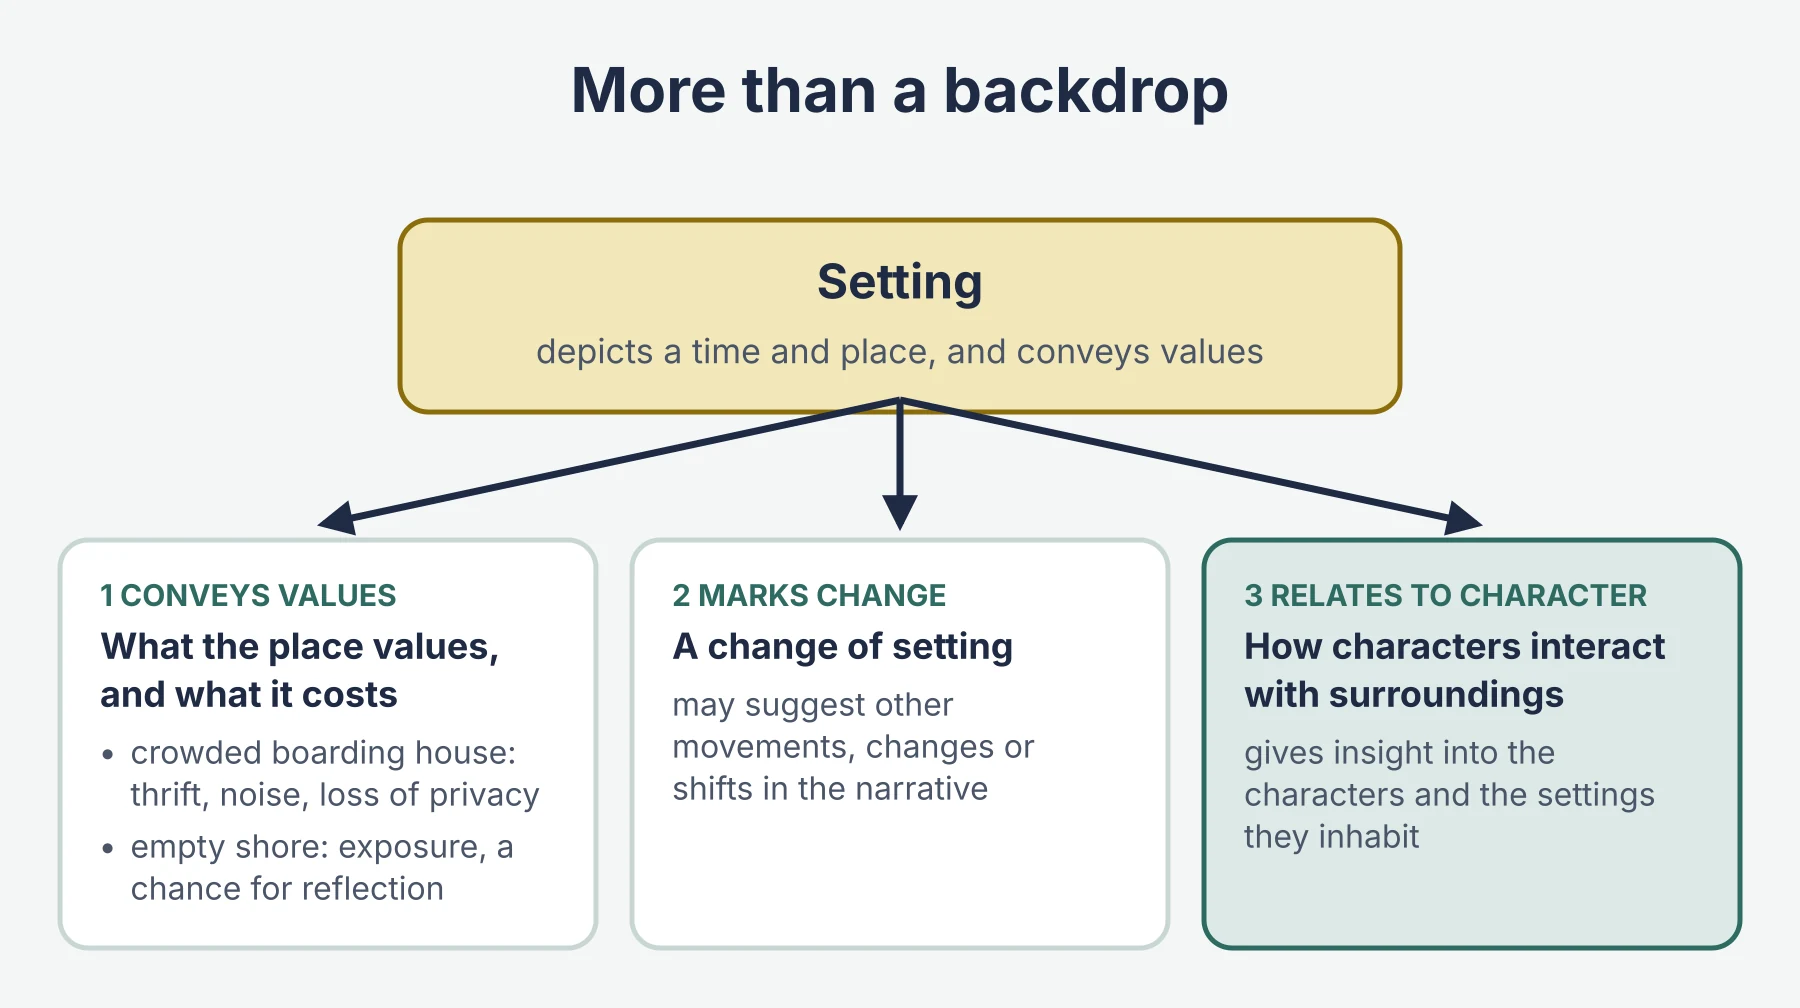 More than a backdrop
Setting
depicts a time and place, and conveys values
1 CONVEYS VALUES
What the place values,
and what it costs
• crowded boarding house:
thrift, noise, loss of privacy
• empty shore: exposure, a
chance for reflection
2 MARKS CHANGE
A change of setting
may suggest other
movements, changes or
shifts in the narrative
3 RELATES TO CHARACTER
How characters interact
with surroundings
gives insight into the
characters and the settings
they inhabit